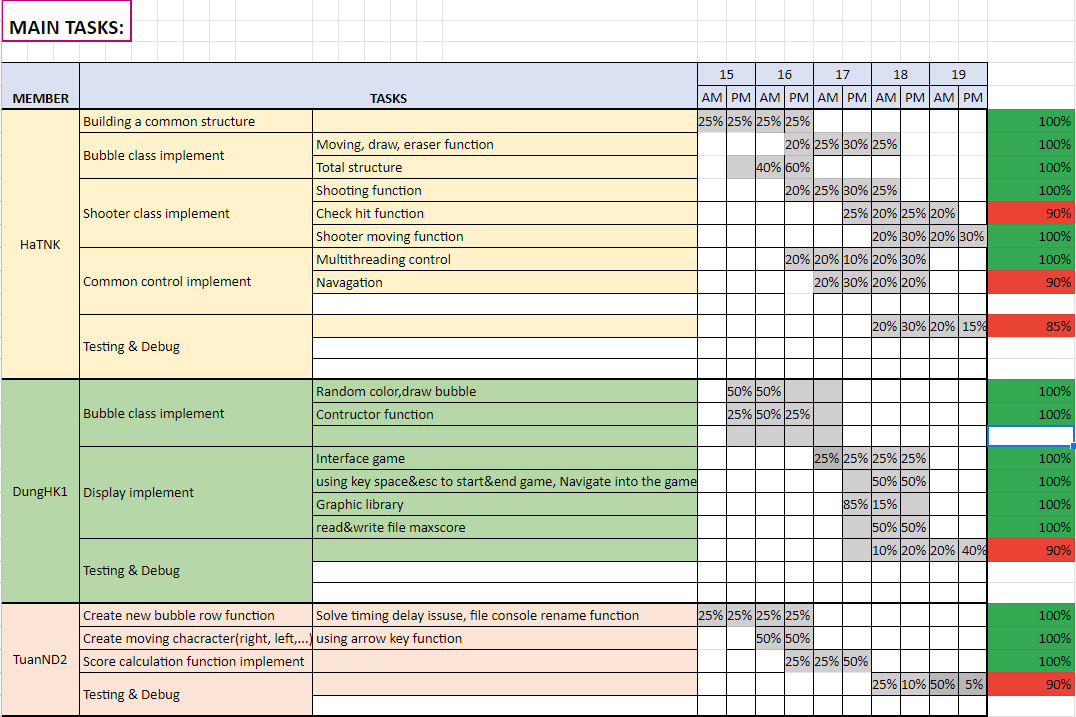 MAIN TASKS:
15 16 17 18 19
MEMBER TASKS AM PM AM PM AM PM AM PM AM PM
Building a common structure 25% 25% 25% 25% 100%
Moving, draw, eraser function 20% 25% 30% 25% 100%
Bubble class implement
Total structure 40% 60% 100%
Shooting function 20% 25% 30% 25% 100%
Shooter class implement Check hit function 25% 20% 25% 20% 90%
Shooter moving function 20% 30% 20% 30% 100%
HaTNK
Multithreading control 20% 20% 10% 20% 30% 100%
Common control implement Navagation 20% 30% 20% 20% 90%
20% 30% 20% 15% 85%
Testing & Debug
Random color,draw bubble 50% 50% 100%
Bubble class implement Contructor function 25% 50% 25% 100%
Interface game 25% 25% 25% 25% 100%
using key space&esc to start&end game, Navigate into the game 50% 50% 100%
DungHK1 Display implement
Graphic library 85% 15% 100%
read&write file maxscore 50% 50% 100%
10% 20% 20% 40% 90%
Testing & Debug
Create new bubble row function Solve timing delay issuse, file console rename function 25% 25% 25% 25% 100%
Create moving chacracter(right, left,...) using arrow key function 50% 50% 100%
TuanND2 Score calculation function implement 25% 25% 50% 100%
25% 10% 50% 5% 90%
Testing & Debug